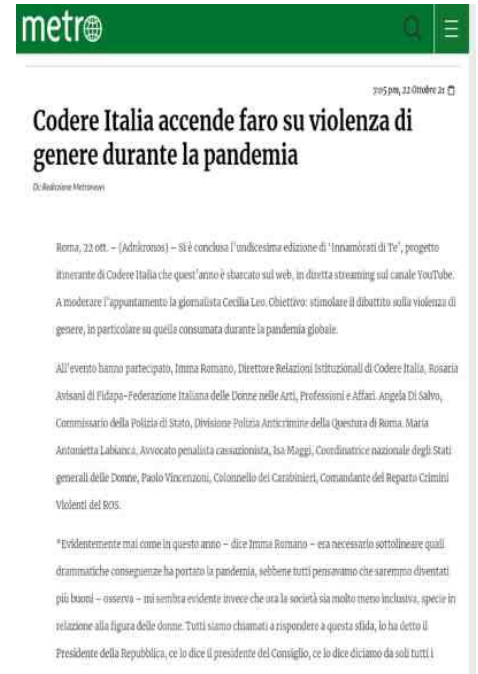 metro
7:05 pm, 22 Ottobre 21
Codere Italia accende faro su violenza di
genere durante la pandemia
Di: Redazione Metronews
Roma, 22 ott. – (Adnkronos) – Si è conclusa l'undicesima edizione di 'Innamòrati di Te', progetto
itinerante di Codere Italia che quest'anno è sbarcato sul web, in diretta streaming sul canale YouTube.
A moderare l'appuntamento la giornalista Cecilia Leo. Obiettivo: stimolare il dibattito sulla violenza di
genere, in particolare su quella consumata durante la pandemia globale.
All'evento hanno partecipato, Imma Romano, Direttore Relazioni Istituzionali di Codere Italia, Rosaria
Avisani di Fidapa-Federazione Italiana delle Donne nelle Arti, Professioni e Affari. Angela Di Salvo,
Commissario della Polizia di Stato, Divisione Polizia Anticrimine della Questura di Roma. Maria
Antonietta Labianca, Avvocato penalista cassazionista, Isa Maggi, Coordinatrice nazionale degli Stati
generali delle Donne, Paolo Vincenzoni, Colonnello dei Carabinieri, Comandante del Reparto Crimini
Violenti del ROS.
"Evidentemente mai come in questo anno – dice Imma Romano – era necessario sottolineare quali
drammatiche conseguenze ha portato la pandemia, sebbene tutti pensavamo che saremmo diventati
più buoni – osserva – mi sembra evidente invece che ora la società sia molto meno inclusiva, specie in
relazione alla figura delle donne. Tutti siamo chiamati a rispondere a questa sfida, lo ha detto il
Presidente della Repubblica, ce lo dice il presidente del Consiglio, ce lo dice diciamo da soli tutti i